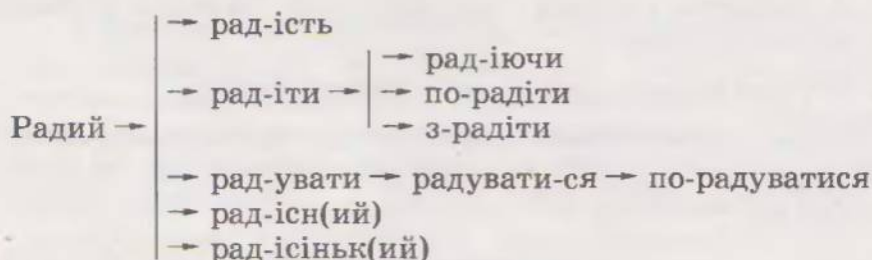 → рад-ість
→ рад-іючи
→ рад-іти → → по-радіти
Радий → → з-радіти
→ рад-увати → радувати-ся → по-радуватися
→ рад-існ(ий)
→ рад-ісіньк(ий)